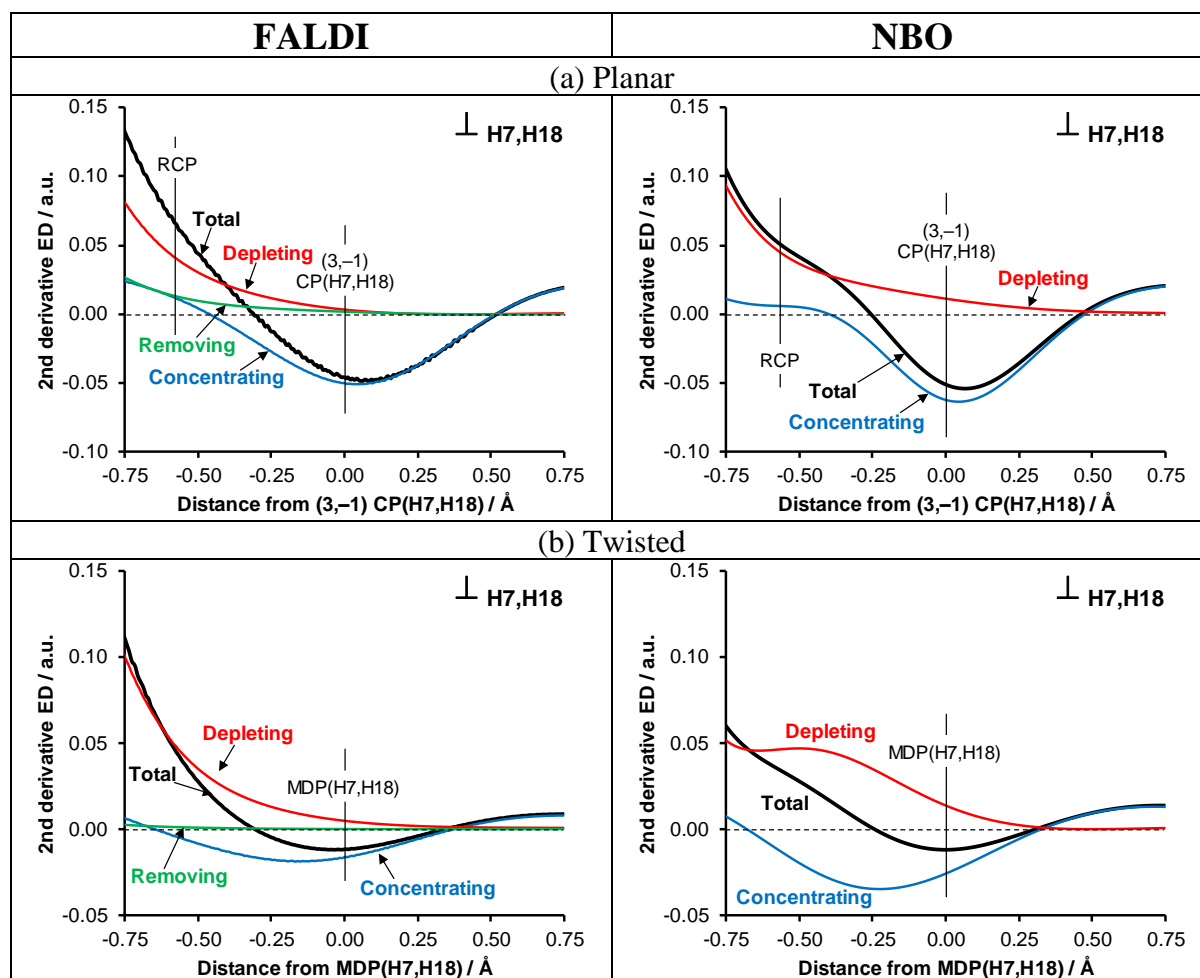 FALDI
NBO
(a) Planar
2nd derivative ED / a.u.
0.15
0.10
0.05
0.00
-0.05
-0.10
-0.75 -0.50 -0.25 0.00 0.25 0.50 0.75
Distance from (3,–1) CP(H7,H18) / Å
⊥ H7,H18
RCP
Total
Depleting
(3,–1)
CP(H7,H18)
Removing
Concentrating
2nd derivative ED / a.u.
0.15
0.10
0.05
0.00
-0.05
-0.10
-0.75 -0.50 -0.25 0.00 0.25 0.50 0.75
Distance from (3,–1) CP(H7,H18) / Å
⊥ H7,H18
(3,–1)
CP(H7,H18)
Depleting
RCP
Total
Concentrating
(b) Twisted
2nd derivative ED / a.u.
0.15
0.10
0.05
0.00
-0.05
-0.75 -0.50 -0.25 0.00 0.25 0.50 0.75
Distance from MDP(H7,H18) / Å
⊥ H7,H18
Depleting
Total
MDP(H7,H18)
Removing
Concentrating
2nd derivative ED / a.u.
0.15
0.10
0.05
0.00
-0.05
-0.75 -0.50 -0.25 0.00 0.25 0.50 0.75
Distance from MDP(H7,H18) / Å
⊥ H7,H18
Depleting
MDP(H7,H18)
Total
Concentrating